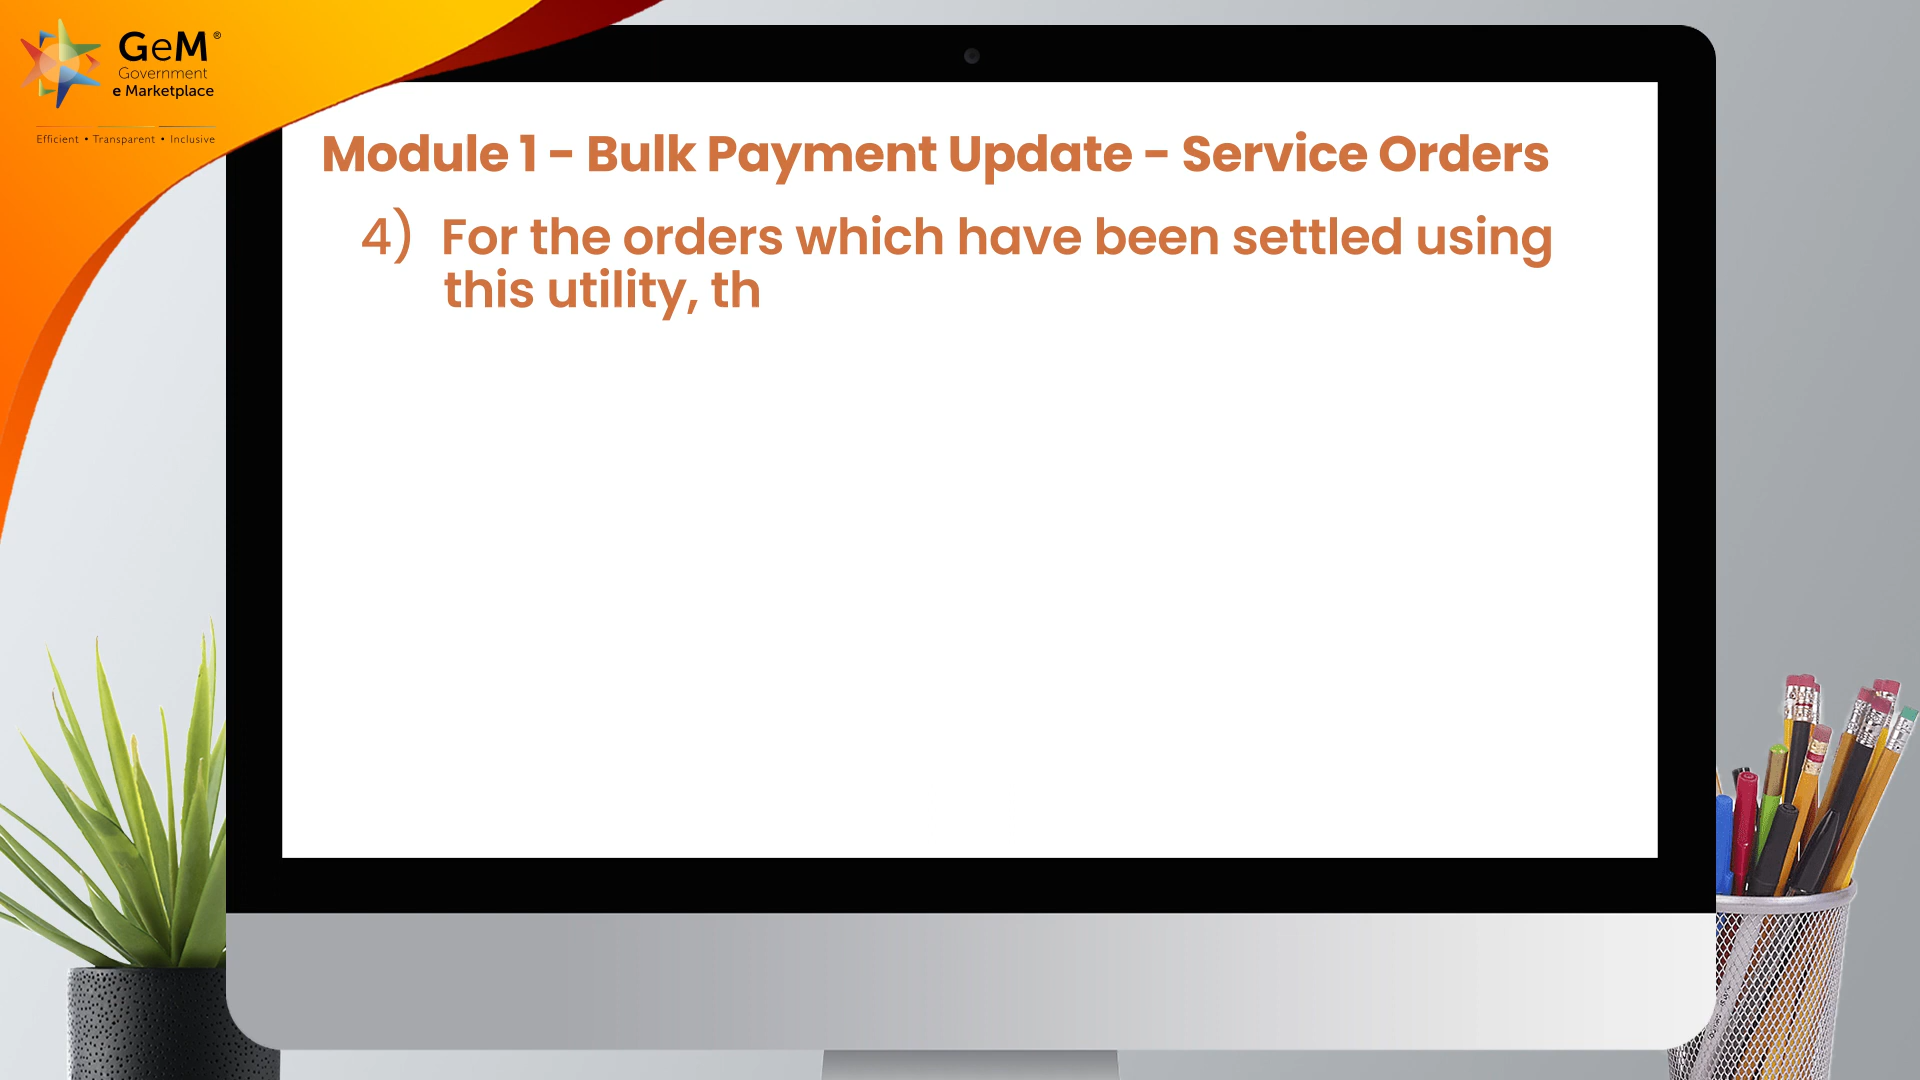 GeM®
Government
e Marketplace
Efficient • Transparent • Inclusive
Module 1 - Bulk Payment Update - Service Orders
4) For the orders which have been settled using
this utility, th